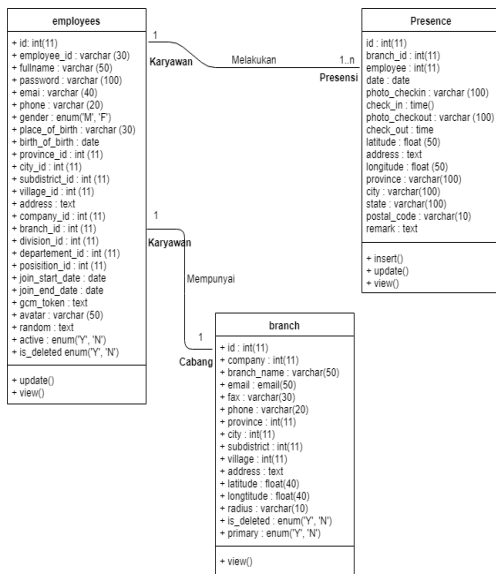 employees
+ id: int(11)
+ employee_id : varchar (30)
+ fullname : varchar (50)
+ password : varchar (100)
+ emai : varchar (40)
+ phone : varchar (20)
+ gender : enum('M', 'F')
+ place_of_birth : varchar (30)
+ birth_of_birth : date
+ province_id : int (11)
+ city_id : int (11)
+ subdistrict_id : int (11)
+ village_id : int (11)
+ address : text
+ company_id : int (11)
+ branch_id : int (11)
+ division_id : int (11)
+ departement_id : int (11)
+ posisition_id : int (11)
+ join_start_date : date
+ join_end_date : date
+ gcm_token : text
+ avatar : varchar (50)
+ random : text
+ active : enum('Y', 'N')
+ is_deleted enum('Y', 'N')
+ update()
+ view()
1
Karyawan
Melakukan
1..n
Presensi
Presence
id : int(11)
branch_id : int(11)
employee : int(11)
date : date
photo_checkin : varchar (100)
check_in : time()
photo_checkout : varchar (100)
check_out : time
latitude : float (50)
address : text
longitude : float (50)
province : varchar(100)
city : varchar(100)
state : varchar(100)
postal_code : varchar(10)
remark : text
+ insert()
+ update()
+ view()
1
Karyawan
Mempunyai
1
Cabang
branch
+ id : int(11)
+ company : int(11)
+ branch_name : varchar(50)
+ email : email(50)
+ fax : varchar(30)
+ phone : varchar(20)
+ province : int(11)
+ city : int(11)
+ subdistrict : int(11)
+ village : int(11)
+ address : text
+ latitude : float(40)
+ longtitude : float(40)
+ radius : varchar(10)
+ is_deleted : enum('Y', 'N')
+ primary : enum('Y', 'N')
+ view()